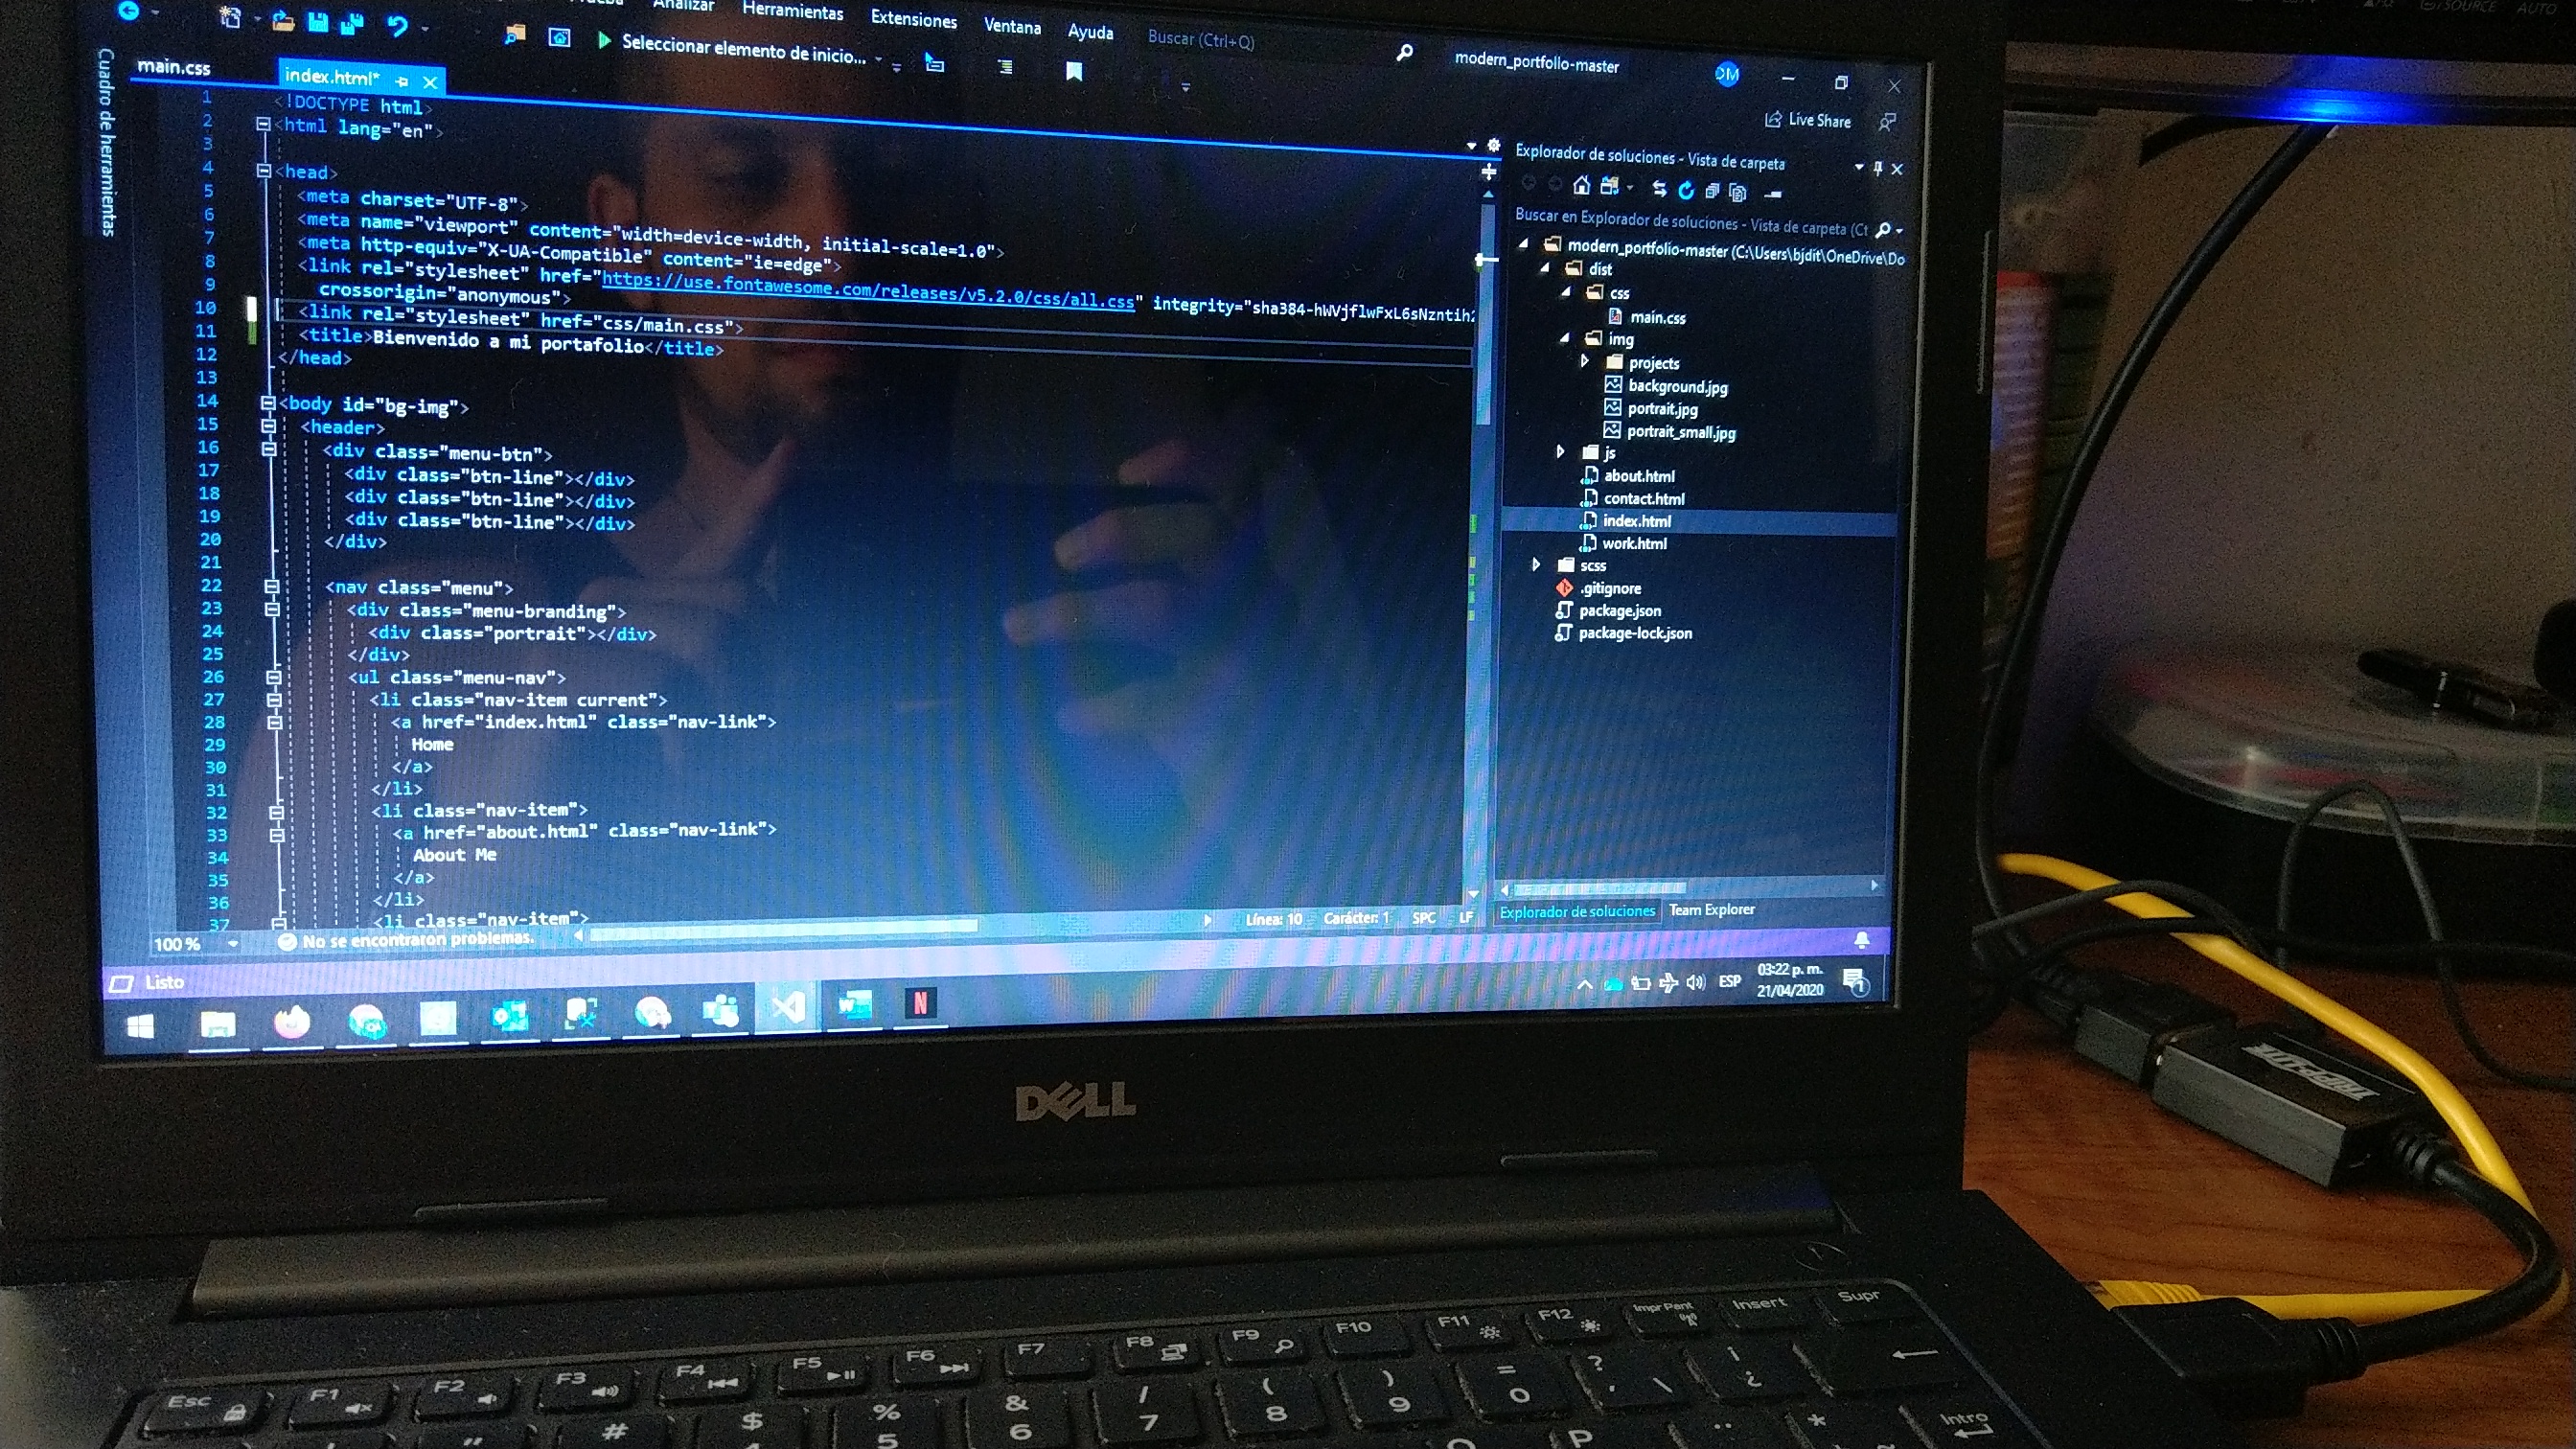 Analizar
Herramientas
Extensiones
Ventana
Ayuda
Buscar (Ctrl+Q)
modern_portfolio-master
Seleccionar elemento de inicio...
Live Share
Cuadro de herramientas
main.css
index.html*
1 <!DOCTYPE html>
2 <html lang="en">
3
4 <head>
5 <meta charset="UTF-8">
6 <meta name="viewport" content="width=device-width, initial-scale=1.0">
7 <meta http-equiv="X-UA-Compatible" content="ie=edge">
8 <link rel="stylesheet" href="https://use.fontawesome.com/releases/v5.2.0/css/all.css" integrity="sha384-hWVjflwFxL6sNzntih2
9 crossorigin="anonymous">
10 <link rel="stylesheet" href="css/main.css">
11 <title>Bienvenido a mi portafolio</title>
12 </head>
13
14 <body id="bg-img">
15 <header>
16 <div class="menu-btn">
17 <div class="btn-line"></div>
18 <div class="btn-line"></div>
19 <div class="btn-line"></div>
20 </div>
21
22 <nav class="menu">
23 <div class="menu-branding">
24 <div class="portrait"></div>
25 </div>
26 <ul class="menu-nav">
27 <li class="nav-item current">
28 <a href="index.html" class="nav-link">
29 Home
30 </a>
31 </li>
32 <li class="nav-item">
33 <a href="about.html" class="nav-link">
34 About Me
35 </a>
36 </li>
37 <li class="nav-item">
100 %
No se encontraron problemas.
Línea: 10
Carácter: 1
SPC
LF
Explorador de soluciones - Vista de carpeta
Buscar en Explorador de soluciones - Vista de carpeta (Ct
modern_portfolio-master (C:\Users\bjdit\OneDrive\Do
dist
css
main.css
img
projects
background.jpg
portrait.jpg
portrait_small.jpg
js
about.html
contact.html
index.html
work.html
scss
.gitignore
package.json
package-lock.json
Explorador de soluciones
Team Explorer
Listo
ESP
03:22 p. m.
21/04/2020
DELL
TRIPP-LITE
SOURCE AUTO
Esc F1 F2 F3 F4 F5 F6 F7 F8 F9 F10 F11 F12 Impr Pant Insert Supr
" # $ % & / ( ) = ? ¡
5 6 7 8 9 0 ' \ ¿
P ¨ * Intro